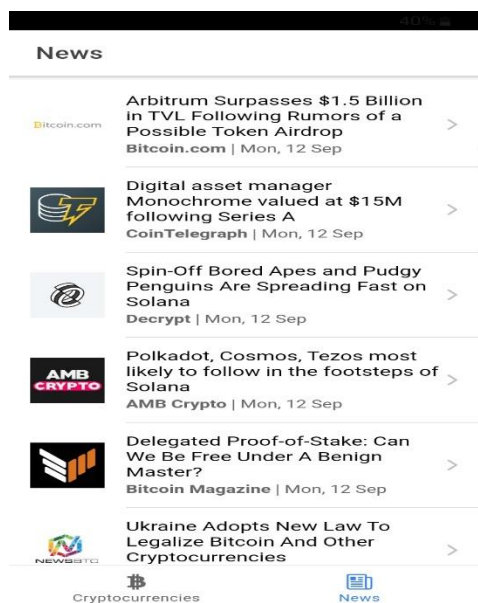 40%
News
Bitcoin.com
Arbitrum Surpasses $1.5 Billion
in TVL Following Rumors of a
Possible Token Airdrop
Bitcoin.com | Mon, 12 Sep
Digital asset manager
Monochrome valued at $15M
following Series A
CoinTelegraph | Mon, 12 Sep
Spin-Off Bored Apes and Pudgy
Penguins Are Spreading Fast on
Solana
Decrypt | Mon, 12 Sep
AMB
CRYPTO
Polkadot, Cosmos, Tezos most
likely to follow in the footsteps of
Solana
AMB Crypto | Mon, 12 Sep
Delegated Proof-of-Stake: Can
We Be Free Under A Benign
Master?
Bitcoin Magazine | Mon, 12 Sep
NEWSBTC
Ukraine Adopts New Law To
Legalize Bitcoin And Other
Cryptocurrencies
Cryptocurrencies
News